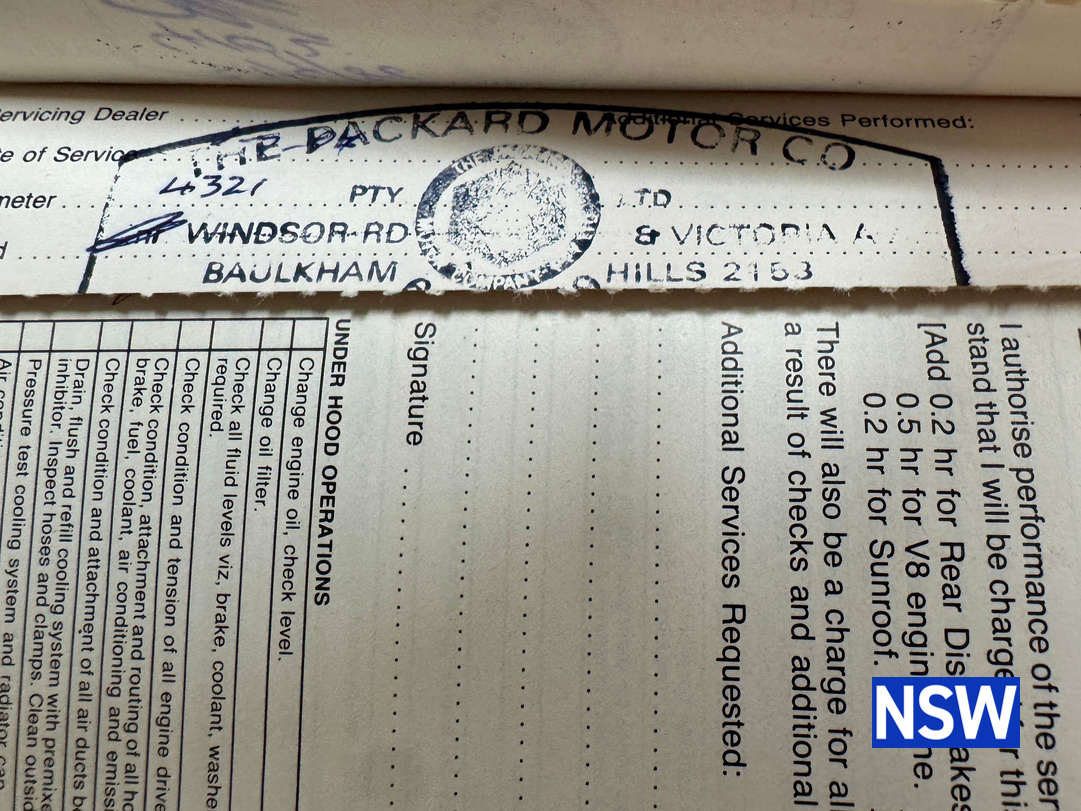 ervicing Dealer
Additional Services Performed:
te of Service
THE PACKARD MOTOR CO
meter
4321
PTY LTD
WINDSOR RD & VICTORIA A
BAULKHAM HILLS 2153
I authorise performance of the ser
stand that I will be charge
[Add 0.2 hr for Rear Dis akes
0.5 hr for V8 engin ne.
0.2 hr for Sunroof.
There will also be a charge for al
a result of checks and additional
Additional Services Requested:
Signature
UNDER HOOD OPERATIONS
Change engine oil, check level.
Change oil filter.
Check all fluid levels viz, brake, coolant, washe
required.
Check condition and tension of all engine drive
Check condition, attachment and routing of all ho
brake, fuel, coolant, air conditioning and emiss
Check condition and attachment of all air ducts be
Drain, flush and refill cooling system with premixe
inhibitor. Inspect hoses and clamps. Clean outsid
Pressure test cooling system and radiator cap
NSW